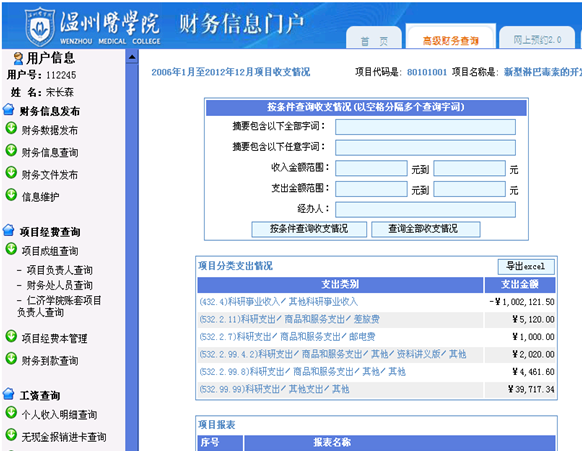 温州醫學院
WENZHOU MEDICAL COLLEGE
财务信息门户
首 页
高级财务查询
网上预约2.0
用户信息
用户号：112245
姓 名：宋长森
财务信息发布
财务数据发布
财务信息查询
财务文件发布
信息维护
项目经费查询
项目成组查询
－ 项目负责人查询
－ 财务处人员查询
－ 仁济学院账套项目
负责人查询
项目经费本管理
财务到款查询
工资查询
个人收入明细查询
无现金报销进卡查询
2006年1月至2012年12月项目收支情况 项目代码是：80101001 项目名称是：新型淋巴毒素的开发
按条件查询收支情况(以空格分隔多个查询字词)
摘要包含以下全部字词：
摘要包含以下任意字词：
收入金额范围： 元到 元
支出金额范围： 元到 元
经办人：
按条件查询收支情况 查询全部收支情况
项目分类支出情况 导出excel
支出类别 支出金额
(432.4)科研事业收入／其他科研事业收入 -￥1,002,121.50
(532.2.11)科研支出／商品和服务支出／差旅费 ￥5,120.00
(532.2.7)科研支出／商品和服务支出／邮电费 ￥1,000.00
(532.2.99.4.2)科研支出／商品和服务支出／其他／资料讲义版／其他 ￥2,020.00
(532.2.99.8)科研支出／商品和服务支出／其他／其他 ￥4,461.60
(532.99.99)科研支出／其他支出／其他 ￥39,717.34
项目报表
序号 报表名称